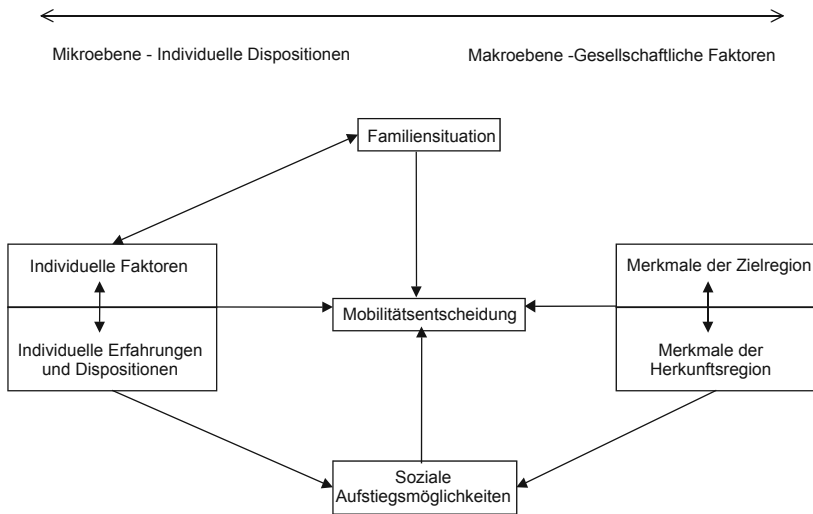 Mikroebene - Individuelle Dispositionen
Makroebene -Gesellschaftliche Faktoren
Familiensituation
Individuelle Faktoren
Individuelle Erfahrungen
und Dispositionen
Mobilitätsentscheidung
Merkmale der Zielregion
Merkmale der
Herkunftsregion
Soziale
Aufstiegsmöglichkeiten